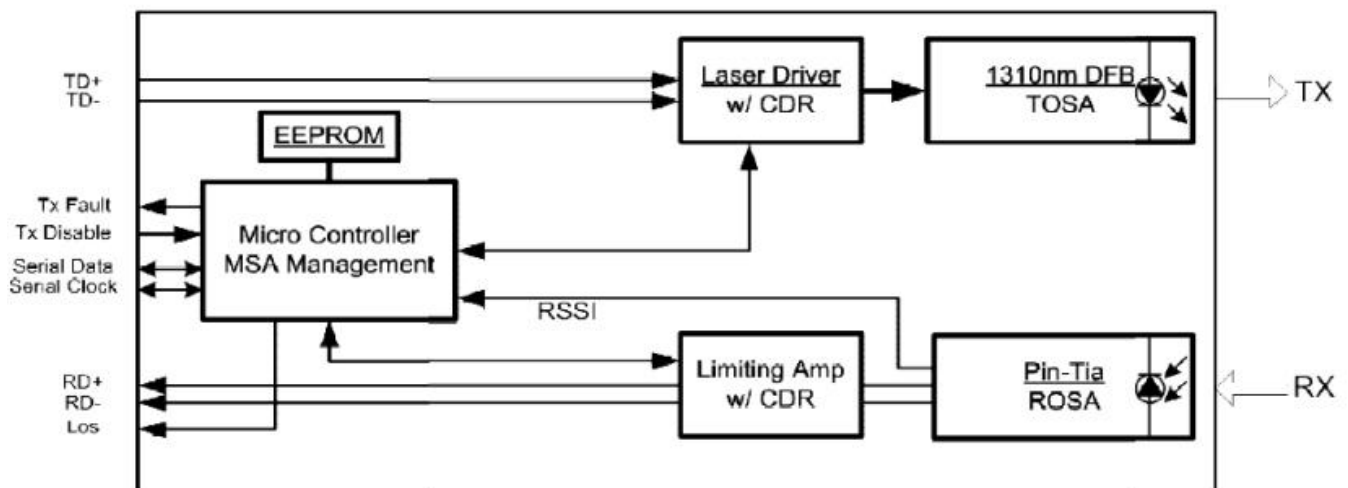 TD+
TD-
Laser Driver
w/ CDR
1310nm DFB
TOSA
TX
EEPROM
Tx Fault
Tx Disable
Serial Data
Serial Clock
Micro Controller
MSA Management
RSSI
RD+
RD-
Los
Limiting Amp
w/ CDR
Pin-Tia
ROSA
RX